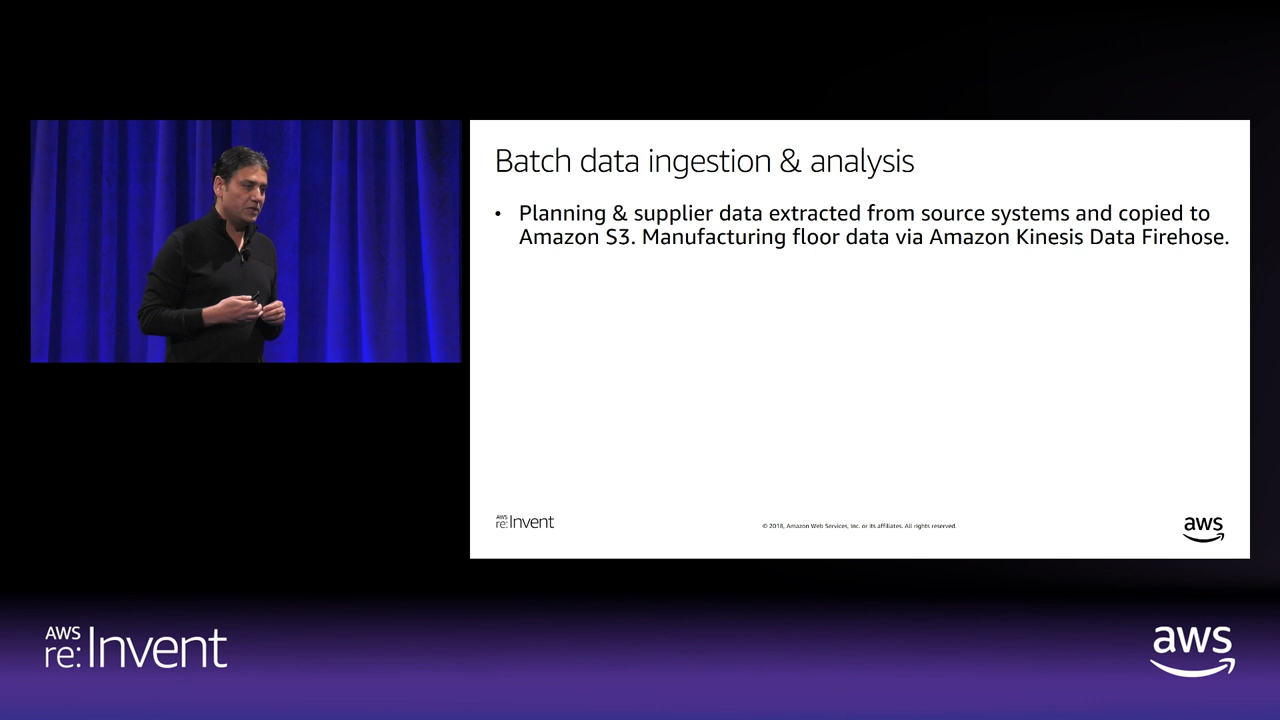 Batch data ingestion & analysis
• Planning & supplier data extracted from source systems and copied to
Amazon S3. Manufacturing floor data via Amazon Kinesis Data Firehose.
AWS
re:Invent
© 2018, Amazon Web Services, Inc. or its affiliates. All rights reserved.
aws
AWS
re:Invent
aws